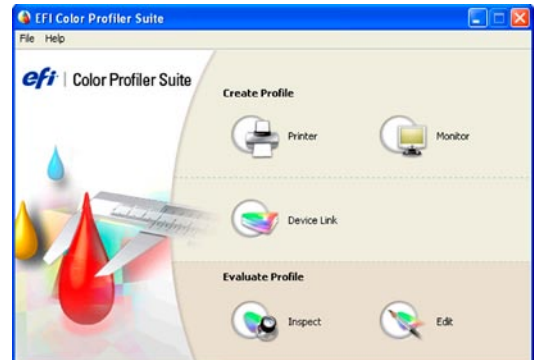 EFI Color Profiler Suite
File Help
efi Color Profiler Suite
Create Profile
Printer Monitor
Device Link
Evaluate Profile
Inspect Edit